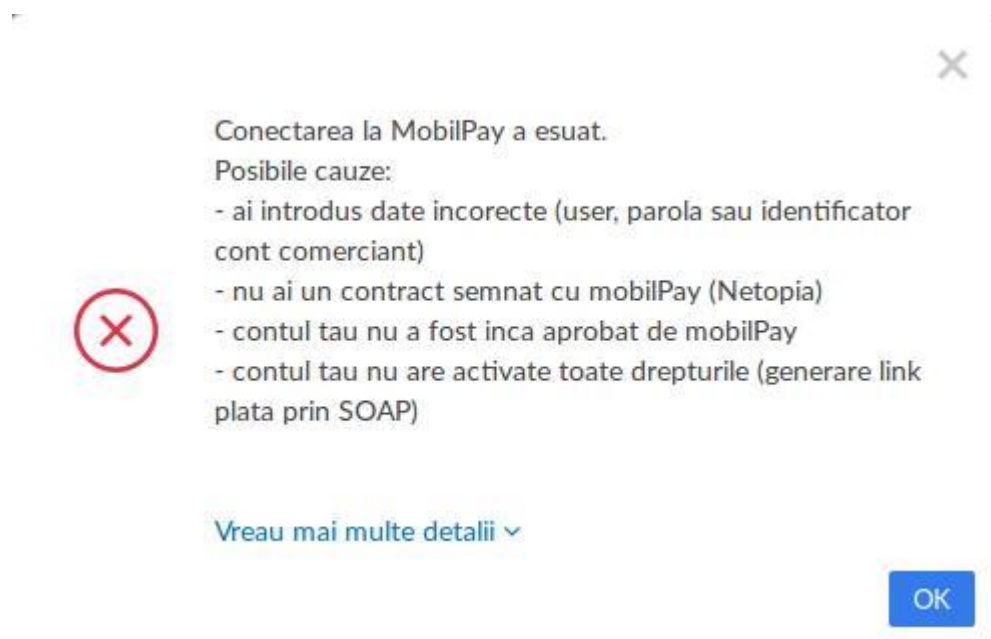 Conectarea la MobilPay a esuat.
Posibile cauze:
- ai introdus date incorecte (user, parola sau identificator
cont comerciant)
- nu ai un contract semnat cu mobilPay (Netopia)
- contul tau nu a fost inca aprobat de mobilPay
- contul tau nu are activate toate drepturile (generare link
plata prin SOAP)
Vreau mai multe detalii
OK